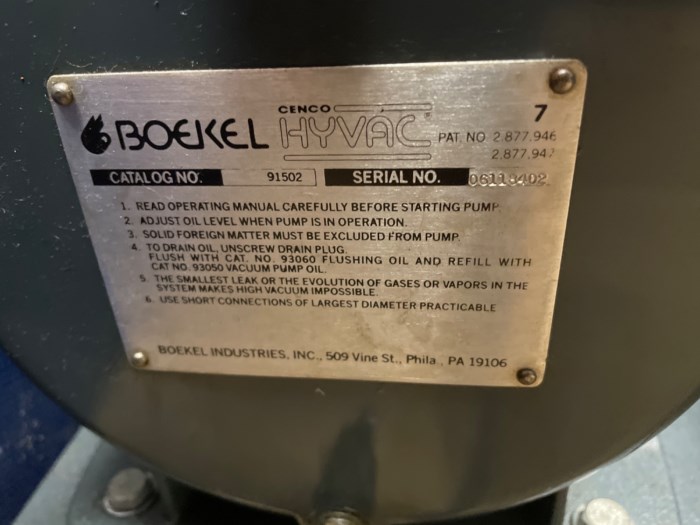 CENCO
BOEKEL HYVAC® 7
PAT. NO 2.877.946
2.877.947
CATALOG NO. 91502 SERIAL NO.
1. READ OPERATING MANUAL CAREFULLY BEFORE STARTING PUMP.
2. ADJUST OIL LEVEL WHEN PUMP IS IN OPERATION.
3. SOLID FOREIGN MATTER MUST BE EXCLUDED FROM PUMP.
4. TO DRAIN OIL, UNSCREW DRAIN PLUG.
FLUSH WITH CAT. NO. 93060 FLUSHING OIL AND REFILL WITH
CAT NO. 93050 VACUUM PUMP OIL.
5. THE SMALLEST LEAK OR THE EVOLUTION OF GASES OR VAPORS IN THE
SYSTEM MAKES HIGH VACUUM IMPOSSIBLE.
6. USE SHORT CONNECTIONS OF LARGEST DIAMETER PRACTICABLE
BOEKEL INDUSTRIES, INC., 509 Vine St., Phila., PA 19106